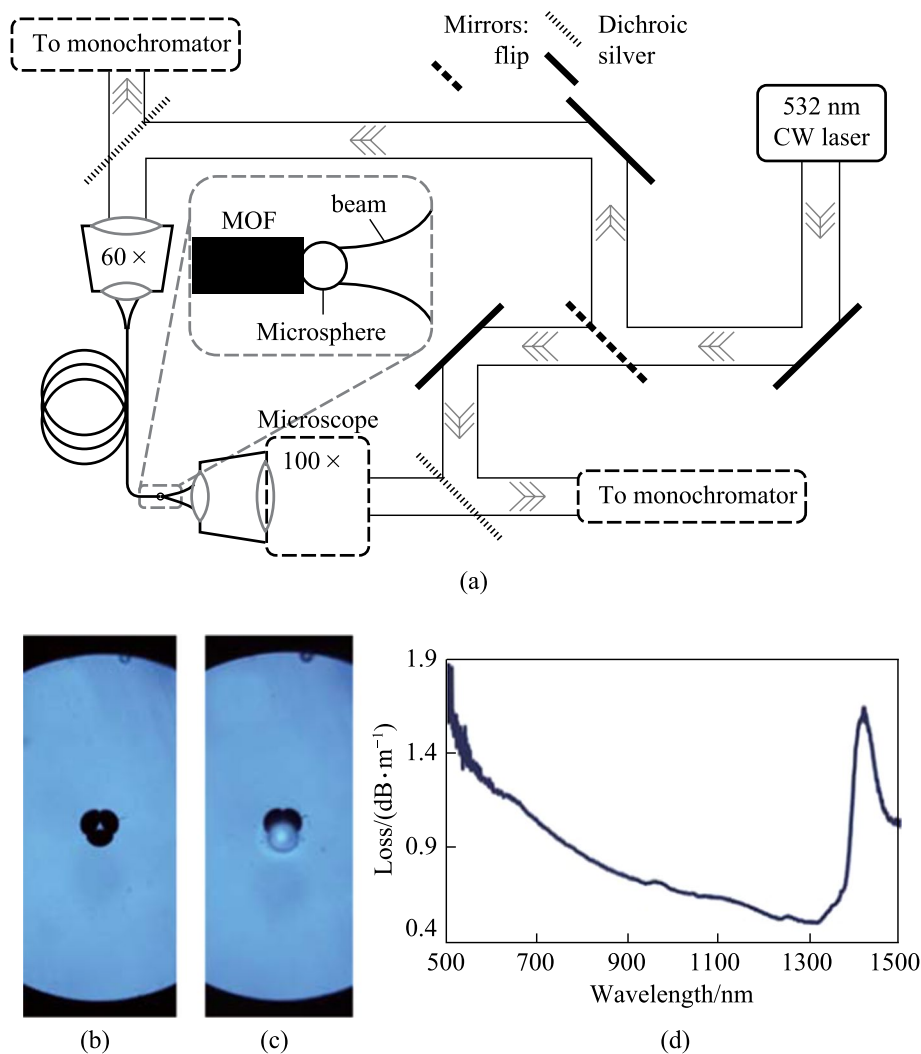 To monochromator
Mirrors:
flip
Dichroic
silver
532 nm
CW laser
60 ×
MOF
beam
Microsphere
Microscope
100 ×
To monochromator
(a)
(b)
(c)
Loss/(dB·m⁻¹)
1.9
1.4
0.9
0.4
500
700
900
1100
1300
1500
Wavelength/nm
(d)